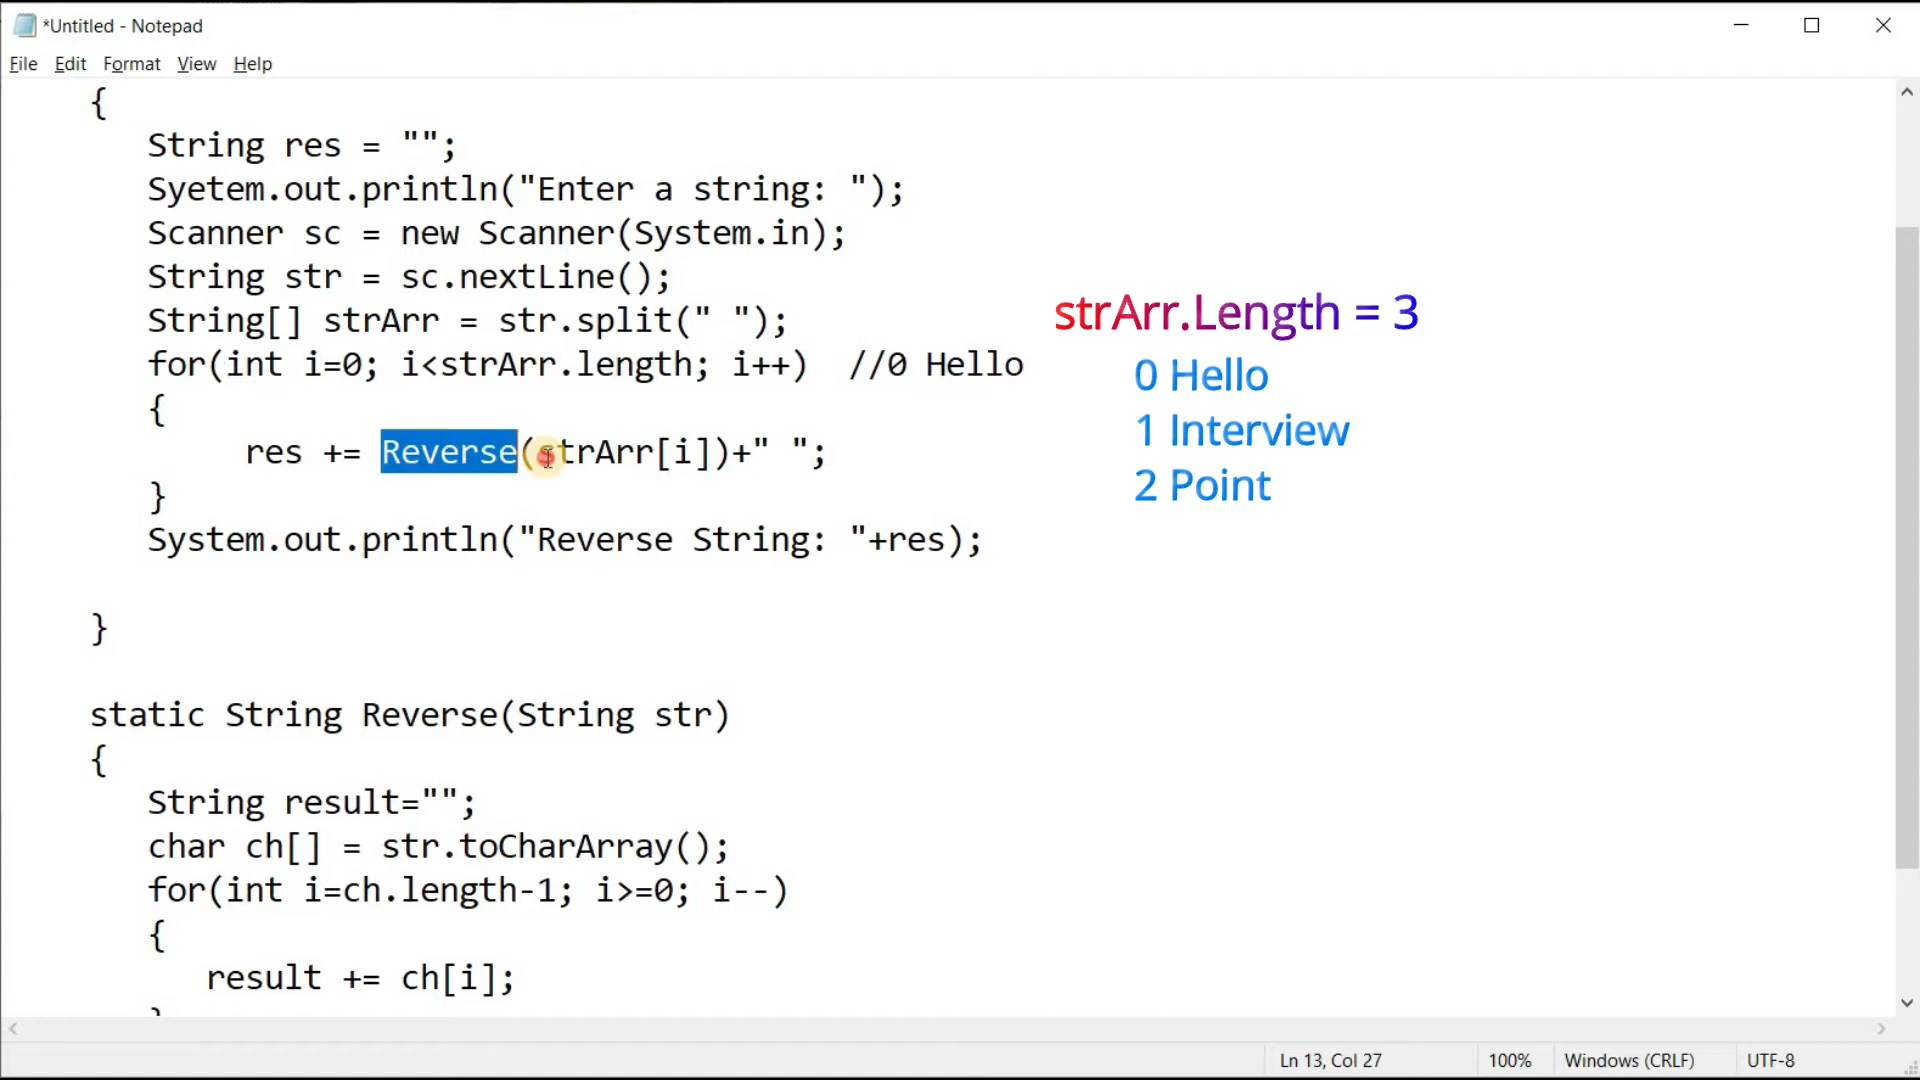 *Untitled - Notepad
File Edit Format View Help
{
String res = "";
Syetem.out.println("Enter a string: ");
Scanner sc = new Scanner(System.in);
String str = sc.nextLine();
String[] strArr = str.split(" ");
for(int i=0; i<strArr.length; i++) //0 Hello
{
res += Reverse(strArr[i])+" ";
}
System.out.println("Reverse String: "+res);
}
static String Reverse(String str)
{
String result="";
char ch[] = str.toCharArray();
for(int i=ch.length-1; i>=0; i--)
{
result += ch[i];
}
strArr.Length = 3
0 Hello
1 Interview
2 Point
Ln 13, Col 27 100% Windows (CRLF) UTF-8